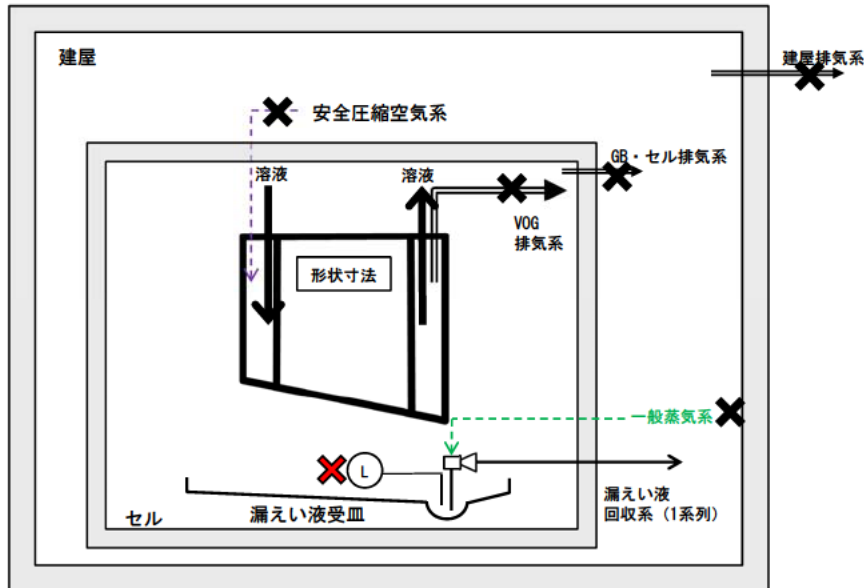 建屋
建屋排気系
安全圧縮空気系
GB・セル排気系
溶液
溶液
VOG
排気系
形状寸法
一般蒸気系
L
漏えい液
回収系（1系列）
セル
漏えい液受皿